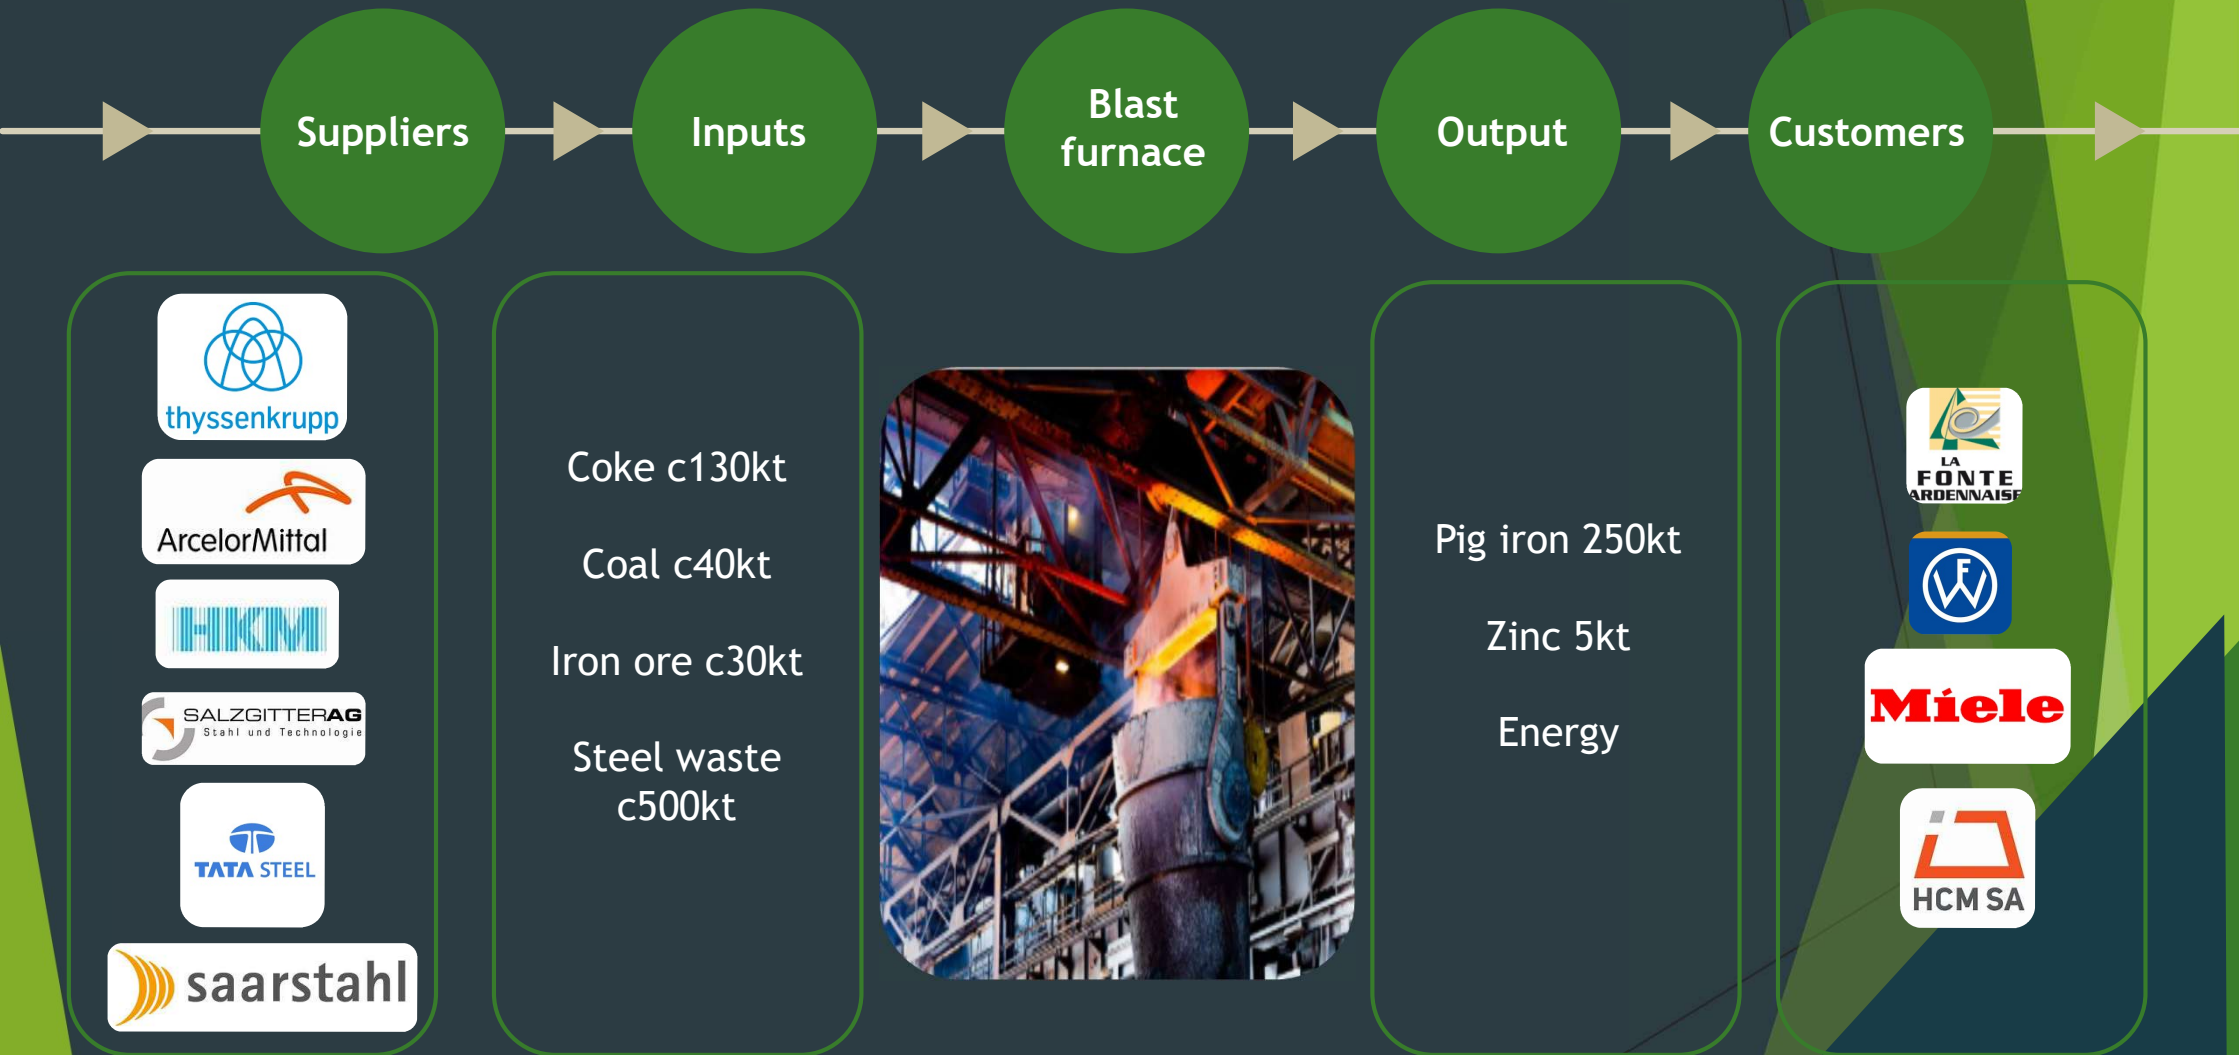 Suppliers
Inputs
Blast
furnace
Output
Customers
thyssenkrupp
ArcelorMittal
HKM
SALZGITTERAG
Stahl und Technologie
TATA STEEL
saarstahl
Coke c130kt
Coal c40kt
Iron ore c30kt
Steel waste
c500kt
Pig iron 250kt
Zinc 5kt
Energy
LA
FONTE
ARDENNAISE
FW
Miele
HCM SA